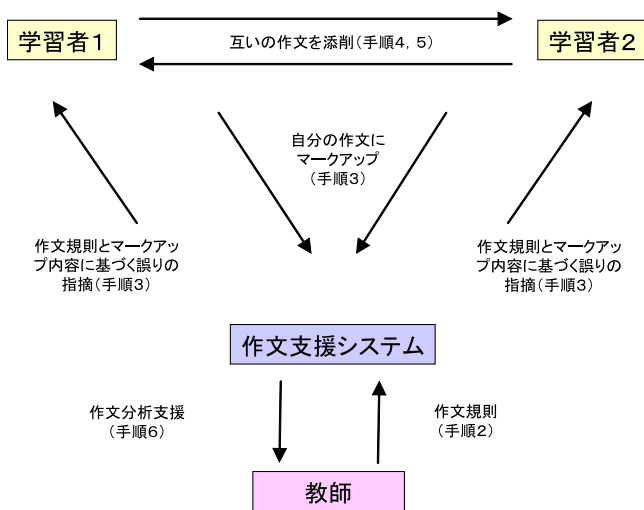 学習者1
互いの作文を添削(手順4, 5)
学習者2
自分の作文に
マークアップ
(手順3)
作文規則とマークアッ
プ内容に基づく誤りの
指摘(手順3)
作文規則とマークアッ
プ内容に基づく誤りの
指摘(手順3)
作文支援システム
作文分析支援
(手順6)
作文規則
(手順2)
教師